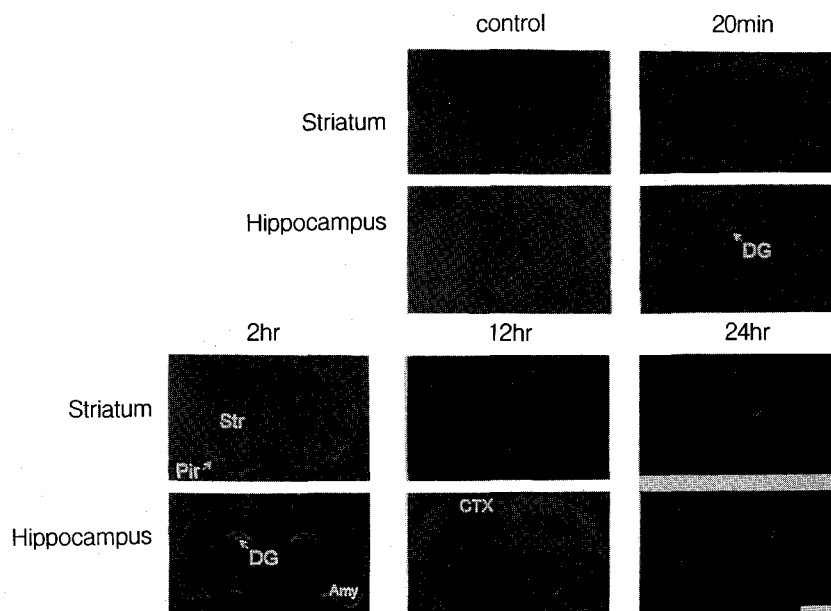 control 20min
Striatum
Hippocampus
DG
2hr 12hr 24hr
Striatum
Str
Pir
Hippocampus
CTX
DG
Amy